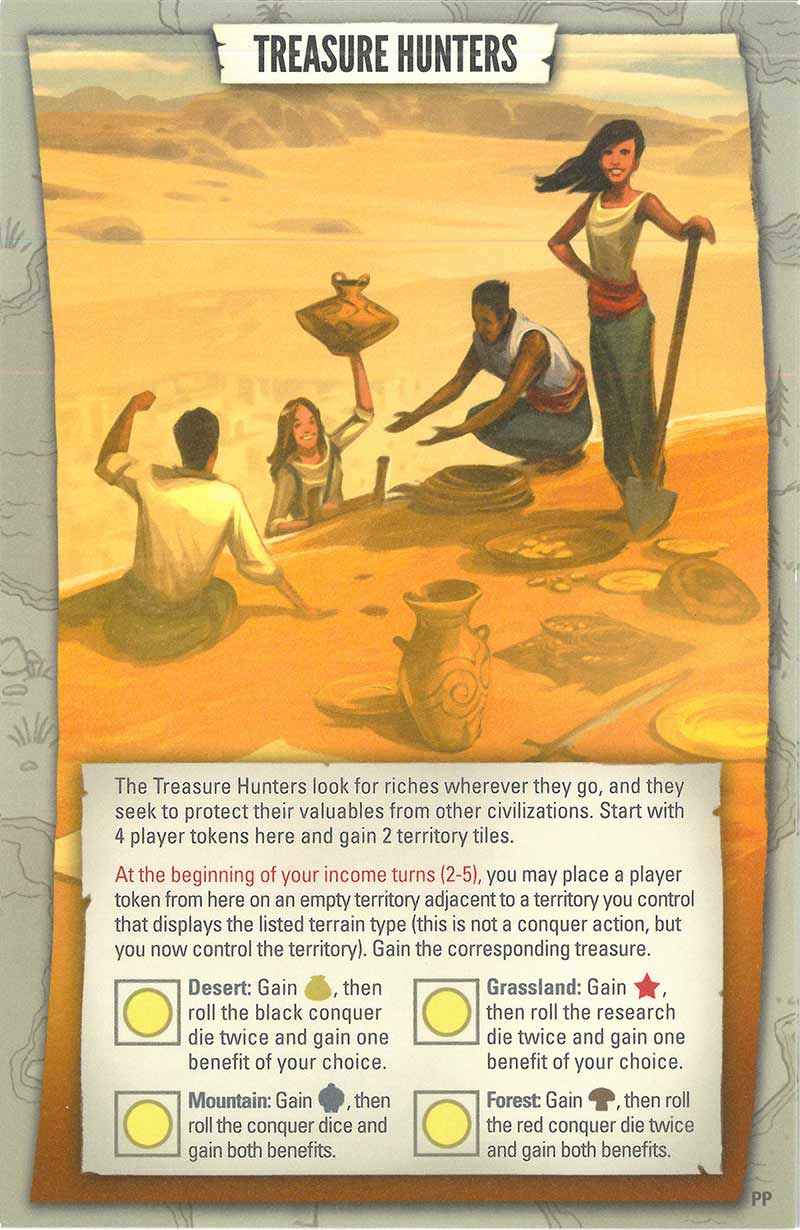 TREASURE HUNTERS
The Treasure Hunters look for riches wherever they go, and they
seek to protect their valuables from other civilizations. Start with
4 player tokens here and gain 2 territory tiles.
At the beginning of your income turns (2-5), you may place a player
token from here on an empty territory adjacent to a territory you control
that displays the listed terrain type (this is not a conquer action, but
you now control the territory). Gain the corresponding treasure.
Desert: Gain , then
roll the black conquer
die twice and gain one
benefit of your choice.
Grassland: Gain ,
then roll the research
die twice and gain one
benefit of your choice.
Mountain: Gain , then
roll the conquer dice and
gain both benefits.
Forest: Gain , then roll
the red conquer die twice
and gain both benefits.
PP